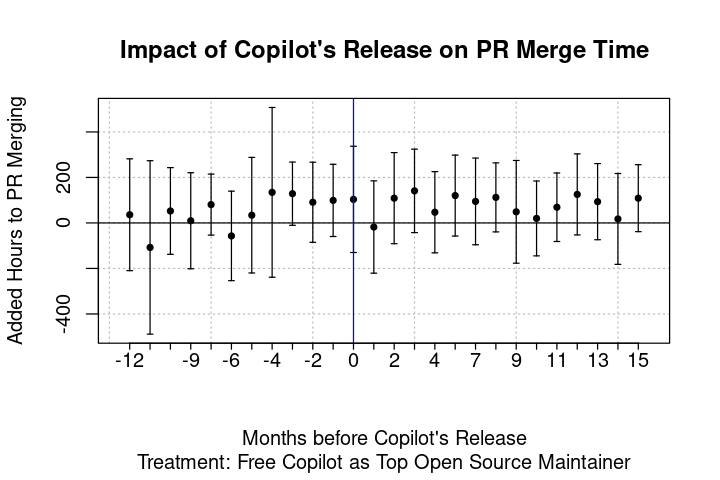 Impact of Copilot's Release on PR Merge Time
Added Hours to PR Merging
200
0
-400
-12 -9 -6 -4 -2 0 2 4 7 9 11 13 15
Months before Copilot's Release
Treatment: Free Copilot as Top Open Source Maintainer